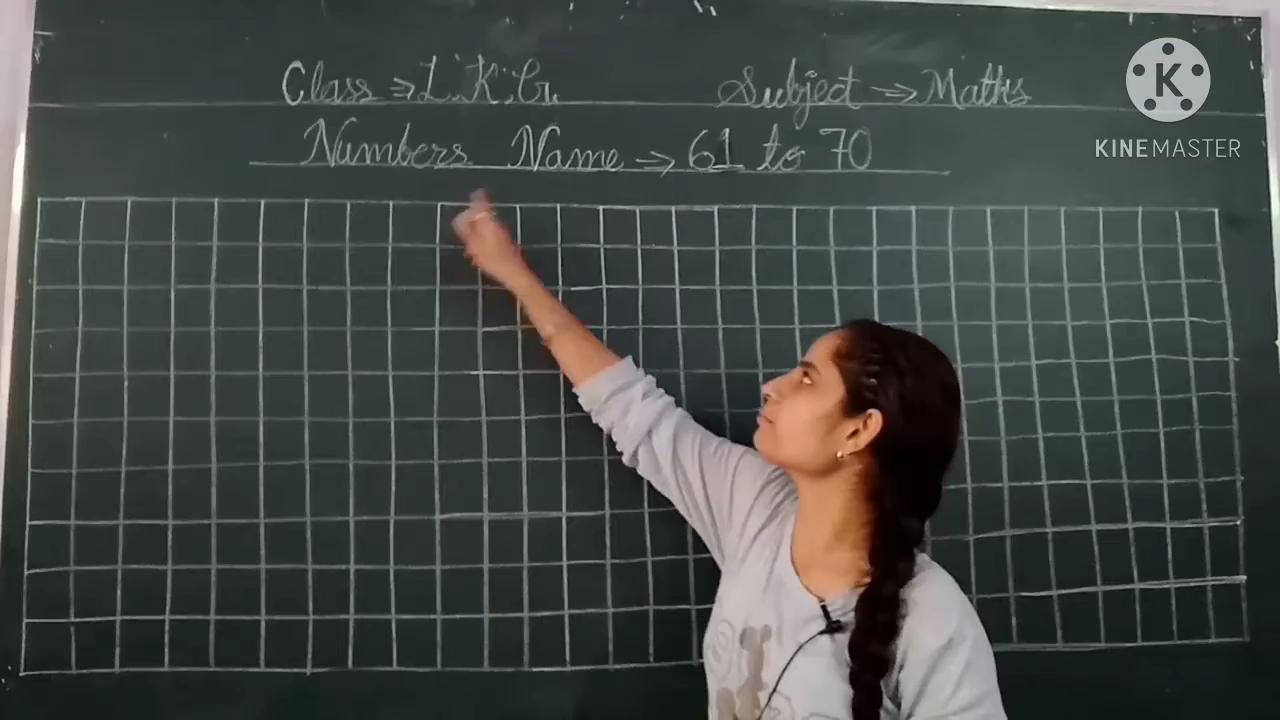 Class ⇒ L.K.G. Subject → Maths
Numbers Name → 61 to 70
K
KINEMASTER